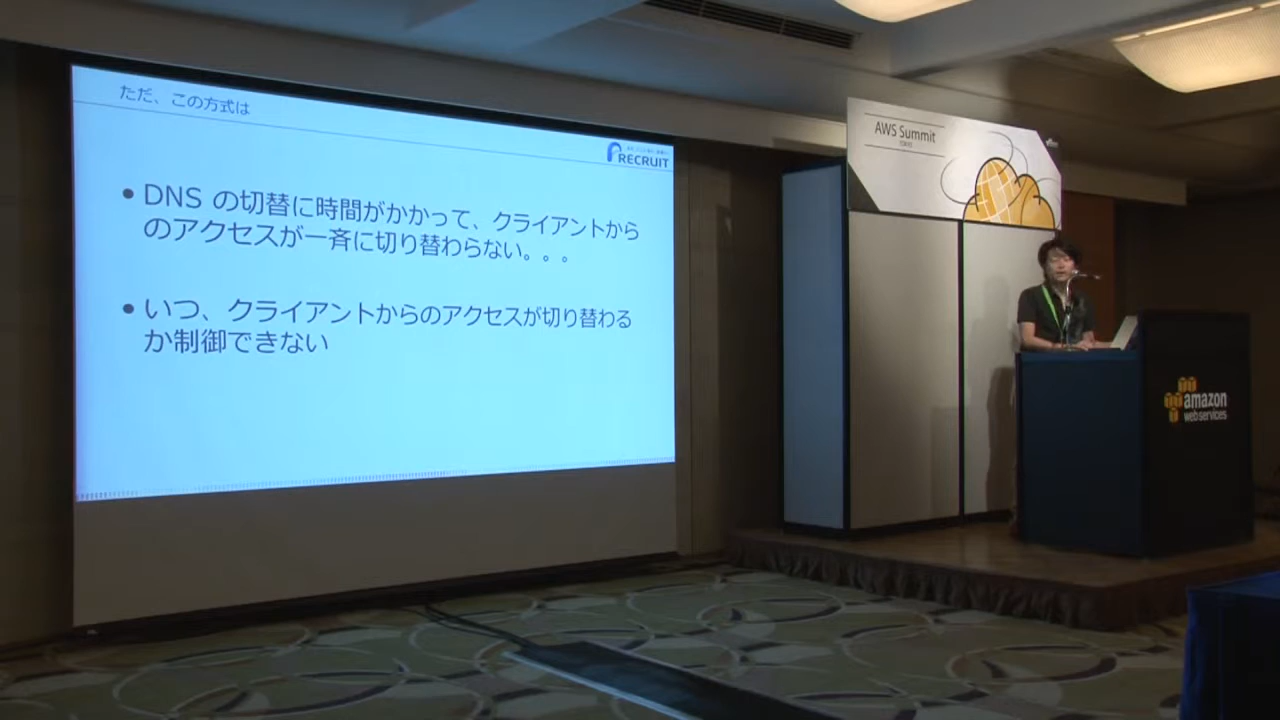 ただ、この方式は
RECRUIT
• DNS の切替に時間がかかって、クライアントから
のアクセスが一斉に切り替わらない。。。
• いつ、クライアントからのアクセスが切り替わる
か制御できない
AWS Summit
TOKYO
amazon
webservices